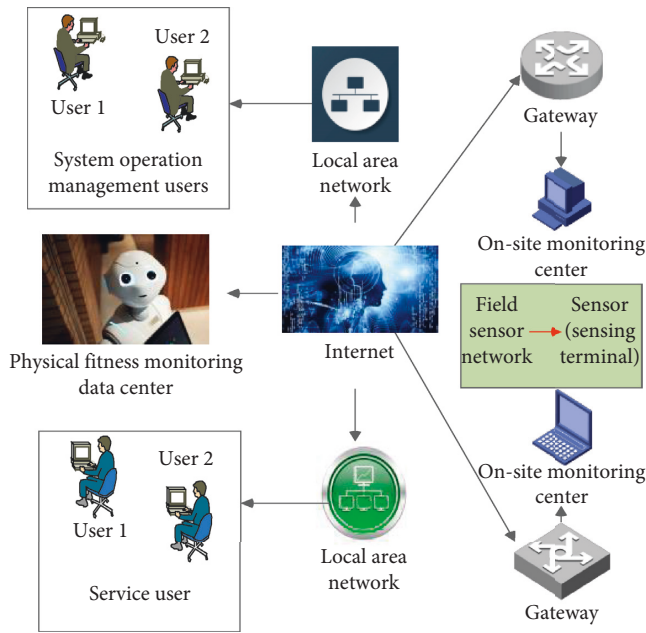 User 2
User 1
System operation
management users
Local area
network
Gateway
On-site monitoring
center
Physical fitness monitoring
data center
Internet
Field
sensor
network
Sensor
(sensing
terminal)
On-site monitoring
center
User 2
User 1
Service user
Local area
network
Gateway